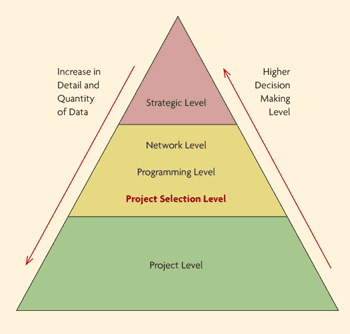 Increase in
Detail and
Quantity
of Data
Higher
Decision
Making
Level
Strategic Level
Network Level
Programming Level
Project Selection Level
Project Level